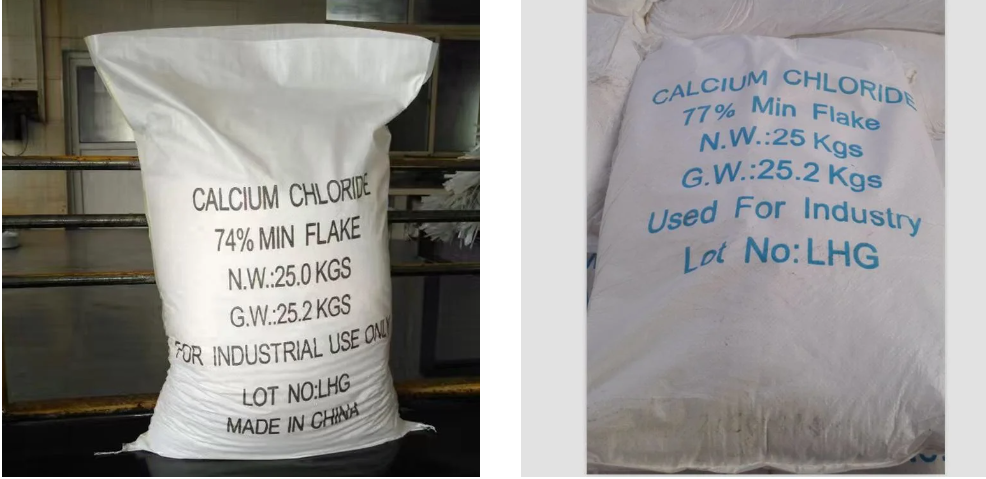 CALCIUM CHLORIDE
74% MIN FLAKE
N.W.:25.0 KGS
G.W.:25.2 KGS
FOR INDUSTRIAL USE ONLY
LOT NO:LHG
MADE IN CHINA
CALCIUM CHLORIDE
77% Min Flake
N.W.:25 Kgs
G.W.:25.2 Kgs
Used For Industry
Lot No:LHG